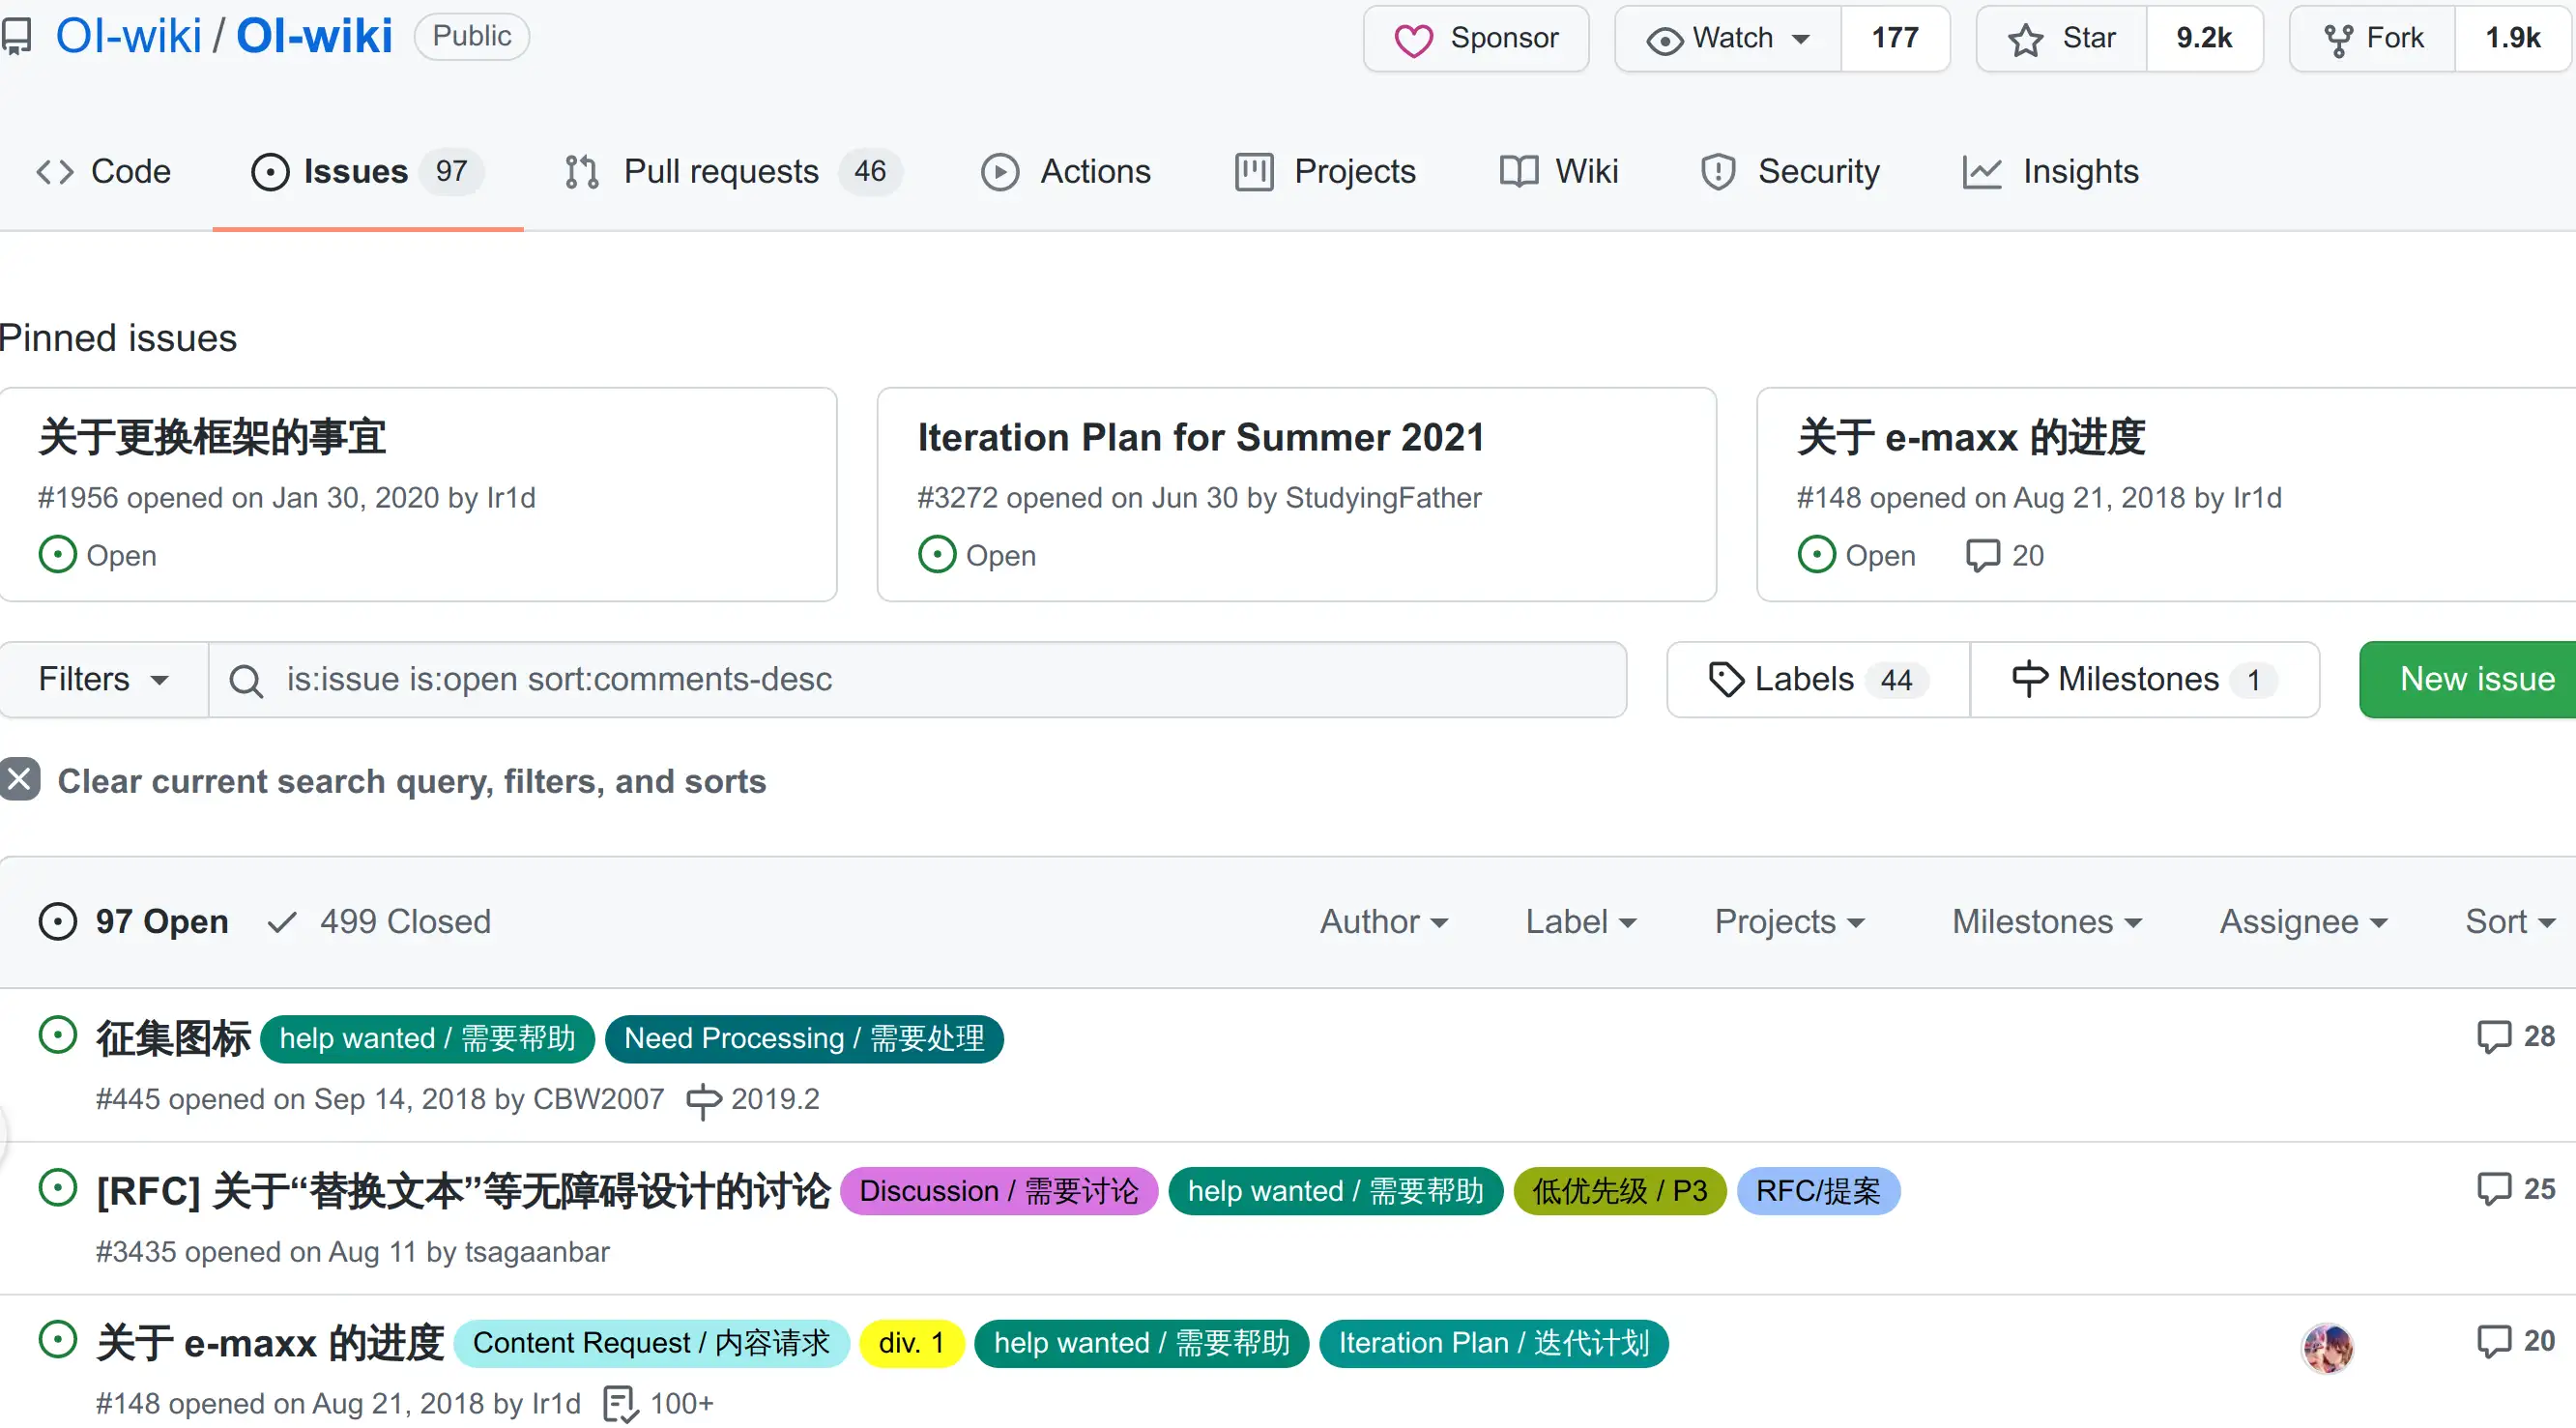 OI-wiki / OI-wiki Public Sponsor Watch 177 Star 9.2k Fork 1.9k
Code Issues 97 Pull requests 46 Actions Projects Wiki Security Insights
Pinned issues
关于更换框架的事宜
#1956 opened on Jan 30, 2020 by Ir1d
Open
Iteration Plan for Summer 2021
#3272 opened on Jun 30 by StudyingFather
Open
关于 e-maxx 的进度
#148 opened on Aug 21, 2018 by Ir1d
Open 20
Filters is:issue is:open sort:comments-desc Labels 44 Milestones 1 New issue
Clear current search query, filters, and sorts
97 Open 499 Closed Author Label Projects Milestones Assignee Sort
征集图标 help wanted / 需要帮助 Need Processing / 需要处理 28
#445 opened on Sep 14, 2018 by CBW2007 2019.2
[RFC] 关于“替换文本”等无障碍设计的讨论 Discussion / 需要讨论 help wanted / 需要帮助 低优先级 / P3 RFC/提案 25
#3435 opened on Aug 11 by tsagaanbar
关于 e-maxx 的进度 Content Request / 内容请求 div. 1 help wanted / 需要帮助 Iteration Plan / 迭代计划 20
#148 opened on Aug 21, 2018 by Ir1d 100+